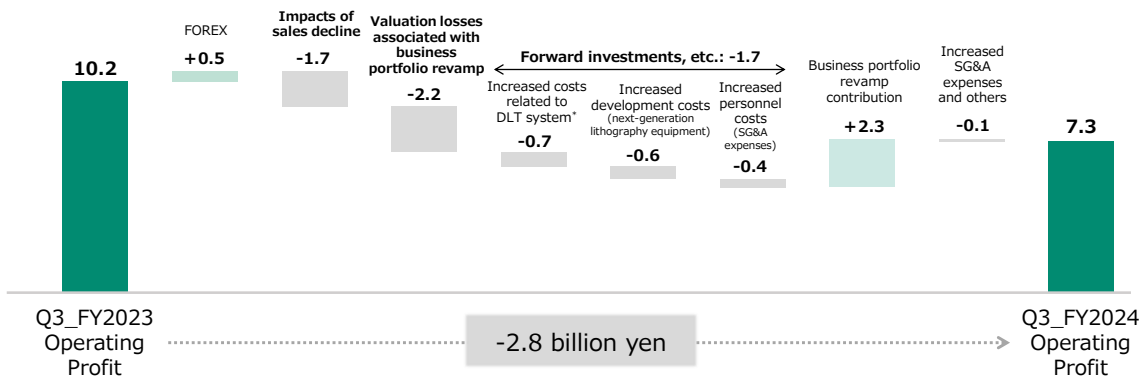 10.2
FOREX
+0.5
Impacts of
sales decline
-1.7
Valuation losses
associated with
business
portfolio revamp
-2.2
Forward investments, etc.: -1.7
Increased costs
related to
DLT system*
-0.7
Increased
development costs
(next-generation
lithography equipment)
-0.6
Increased
personnel
costs
(SG&A
expenses)
-0.4
Business portfolio
revamp
contribution
+2.3
Increased
SG&A
expenses
and others
-0.1
7.3
Q3_FY2023
Operating
Profit
-2.8 billion yen
Q3_FY2024
Operating
Profit